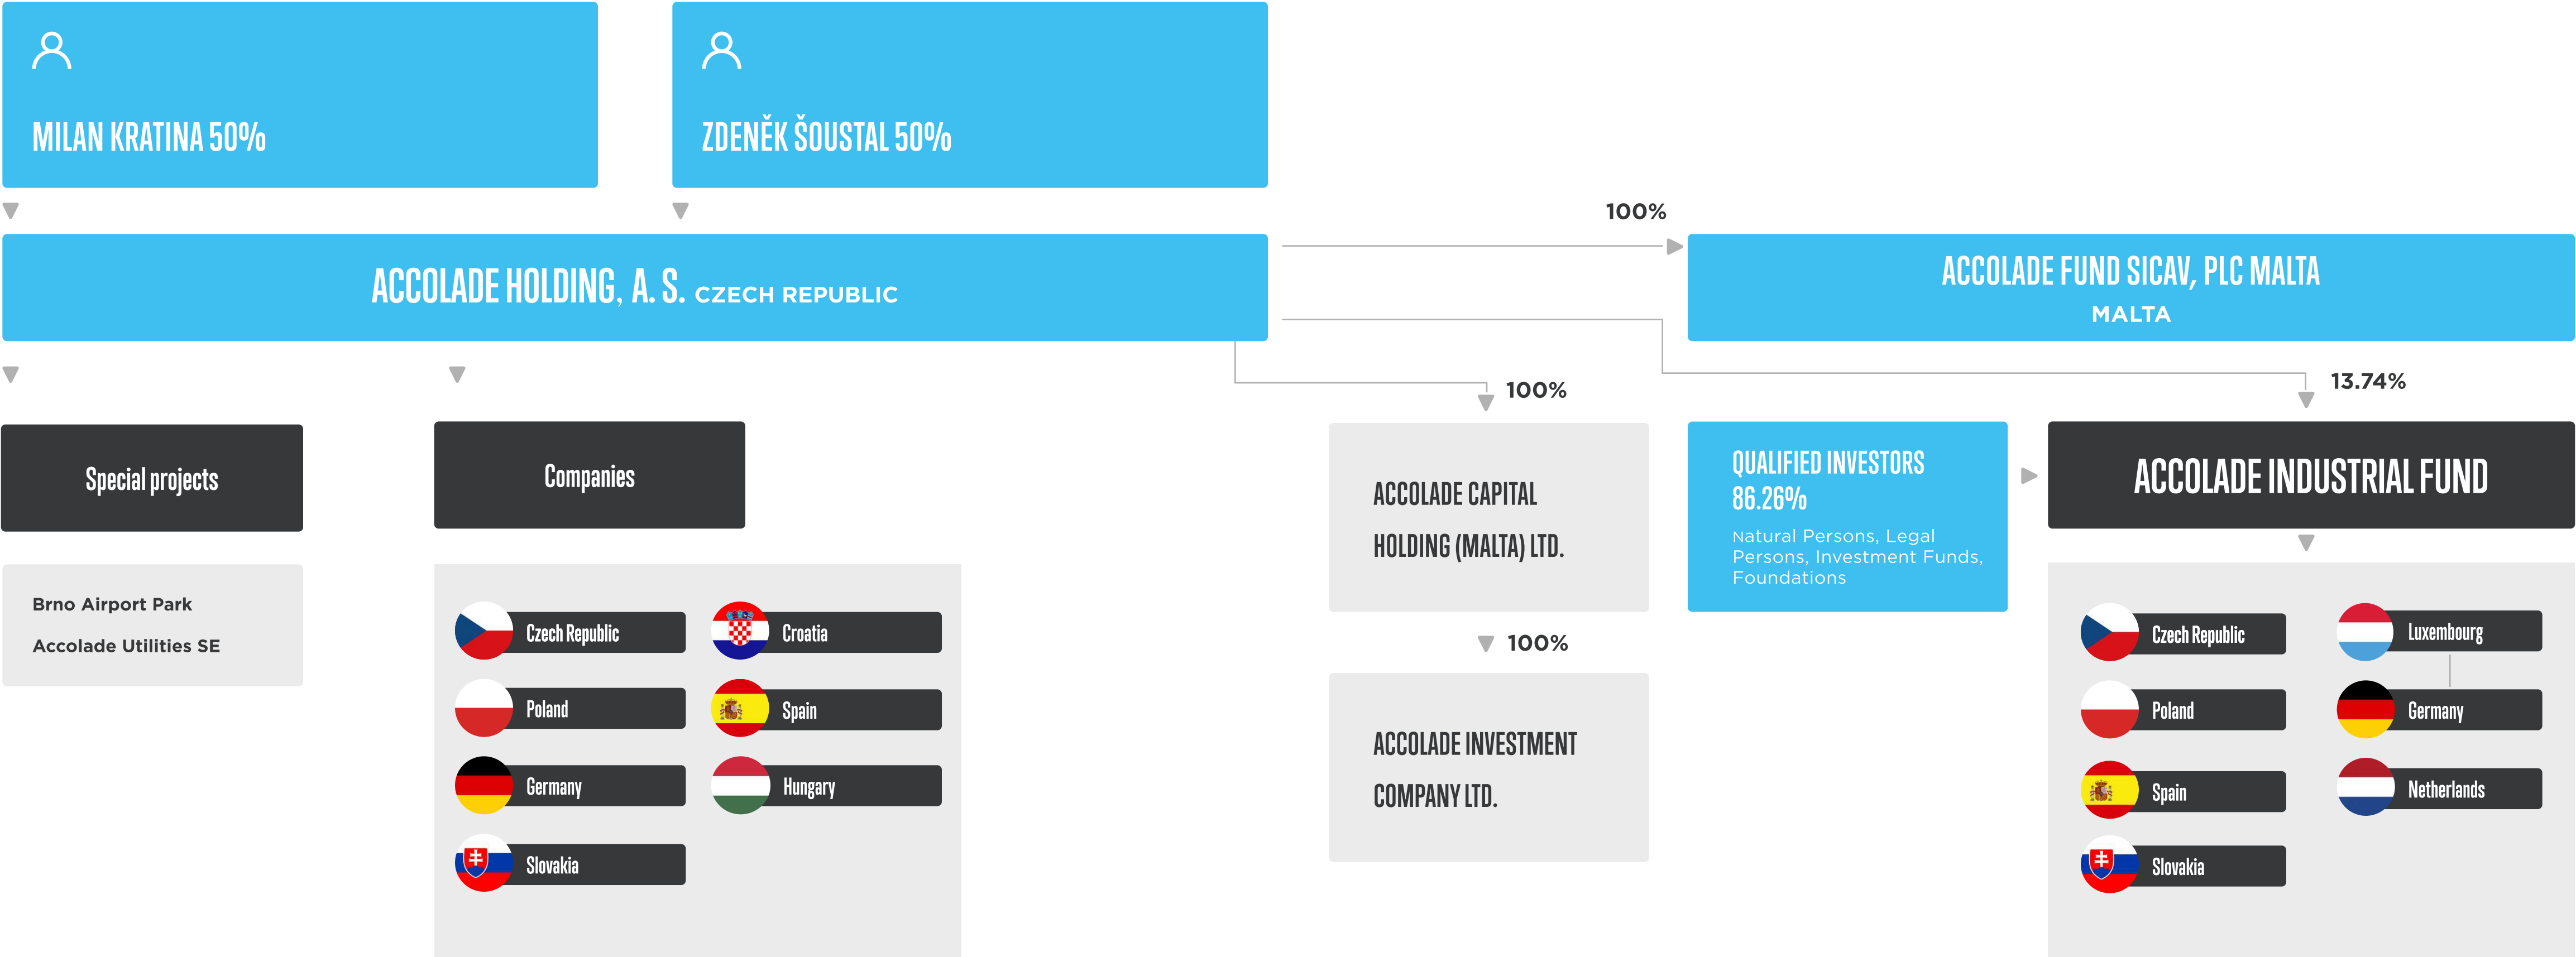 MILAN KRATINA 50%
ZDENĚK ŠOUSTAL 50%
100%
ACCOLADE HOLDING, A. S. CZECH REPUBLIC
ACCOLADE FUND SICAV, PLC MALTA
MALTA
100%
13.74%
Special projects
Companies
ACCOLADE CAPITAL
HOLDING (MALTA) LTD.
QUALIFIED INVESTORS
86.26%
Natural Persons, Legal
Persons, Investment Funds,
Foundations
ACCOLADE INDUSTRIAL FUND
Brno Airport Park
Accolade Utilities SE
Czech Republic
Croatia
Poland
Spain
Germany
Hungary
Slovakia
100%
ACCOLADE INVESTMENT
COMPANY LTD.
Czech Republic
Luxembourg
Poland
Germany
Spain
Netherlands
Slovakia